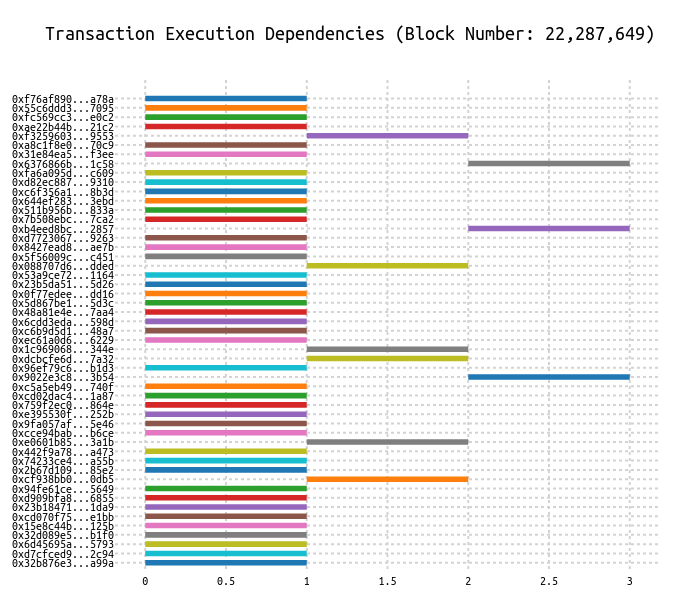 Transaction Execution Dependencies (Block Number: 22,287,649)
0xf76af890...a78a
0x55c6ddd3...7095
0xfc569cc3...e0c2
0xae22b44b...21c2
0xf3259603...9553
0xa8c1f8e0...70c9
0x31e84ea5...f3ee
0x6376866b...1c58
0xfa6a095d...c609
0xd82ec887...9310
0xc6f356a1...8b3d
0x644ef283...3ebd
0x511b956b...833a
0x7b508ebc...7ca2
0xb4eed8bc...2857
0xd7723067...9263
0x8427ead8...ae7b
0x5f56009c...c451
0x088707d6...dded
0x53a9ce72...1164
0x23b5da51...5d26
0x0f77edee...dd16
0x5d867be1...5d3c
0x48a81e4e...7aa4
0x6cdd3eda...598d
0xc6b9d5d1...48a7
0xec61a0d6...6229
0x1c969068...344e
0xdcbcfe6d...7a32
0x96ef79c6...b1d3
0x9022e3c8...3b54
0xc5a5eb49...740f
0xcd02dac4...1a87
0x759f2ec0...864e
0xe395530f...252b
0x9fa057af...5e46
0xcce94bab...b6ce
0xe0601b85...3a1b
0x442f9a78...a473
0x74233ce4...a55b
0x2b67d109...85e2
0xcf938bb0...0db5
0x94fe61ce...5649
0xd909bfa8...6855
0x23b18471...1da9
0xcd070f75...e1bb
0x15e8c44b...125b
0x32d089e5...b1f0
0x6d45695a...5793
0xd7cfced9...2c94
0x32b876e3...a99a
0 0.5 1 1.5 2 2.5 3